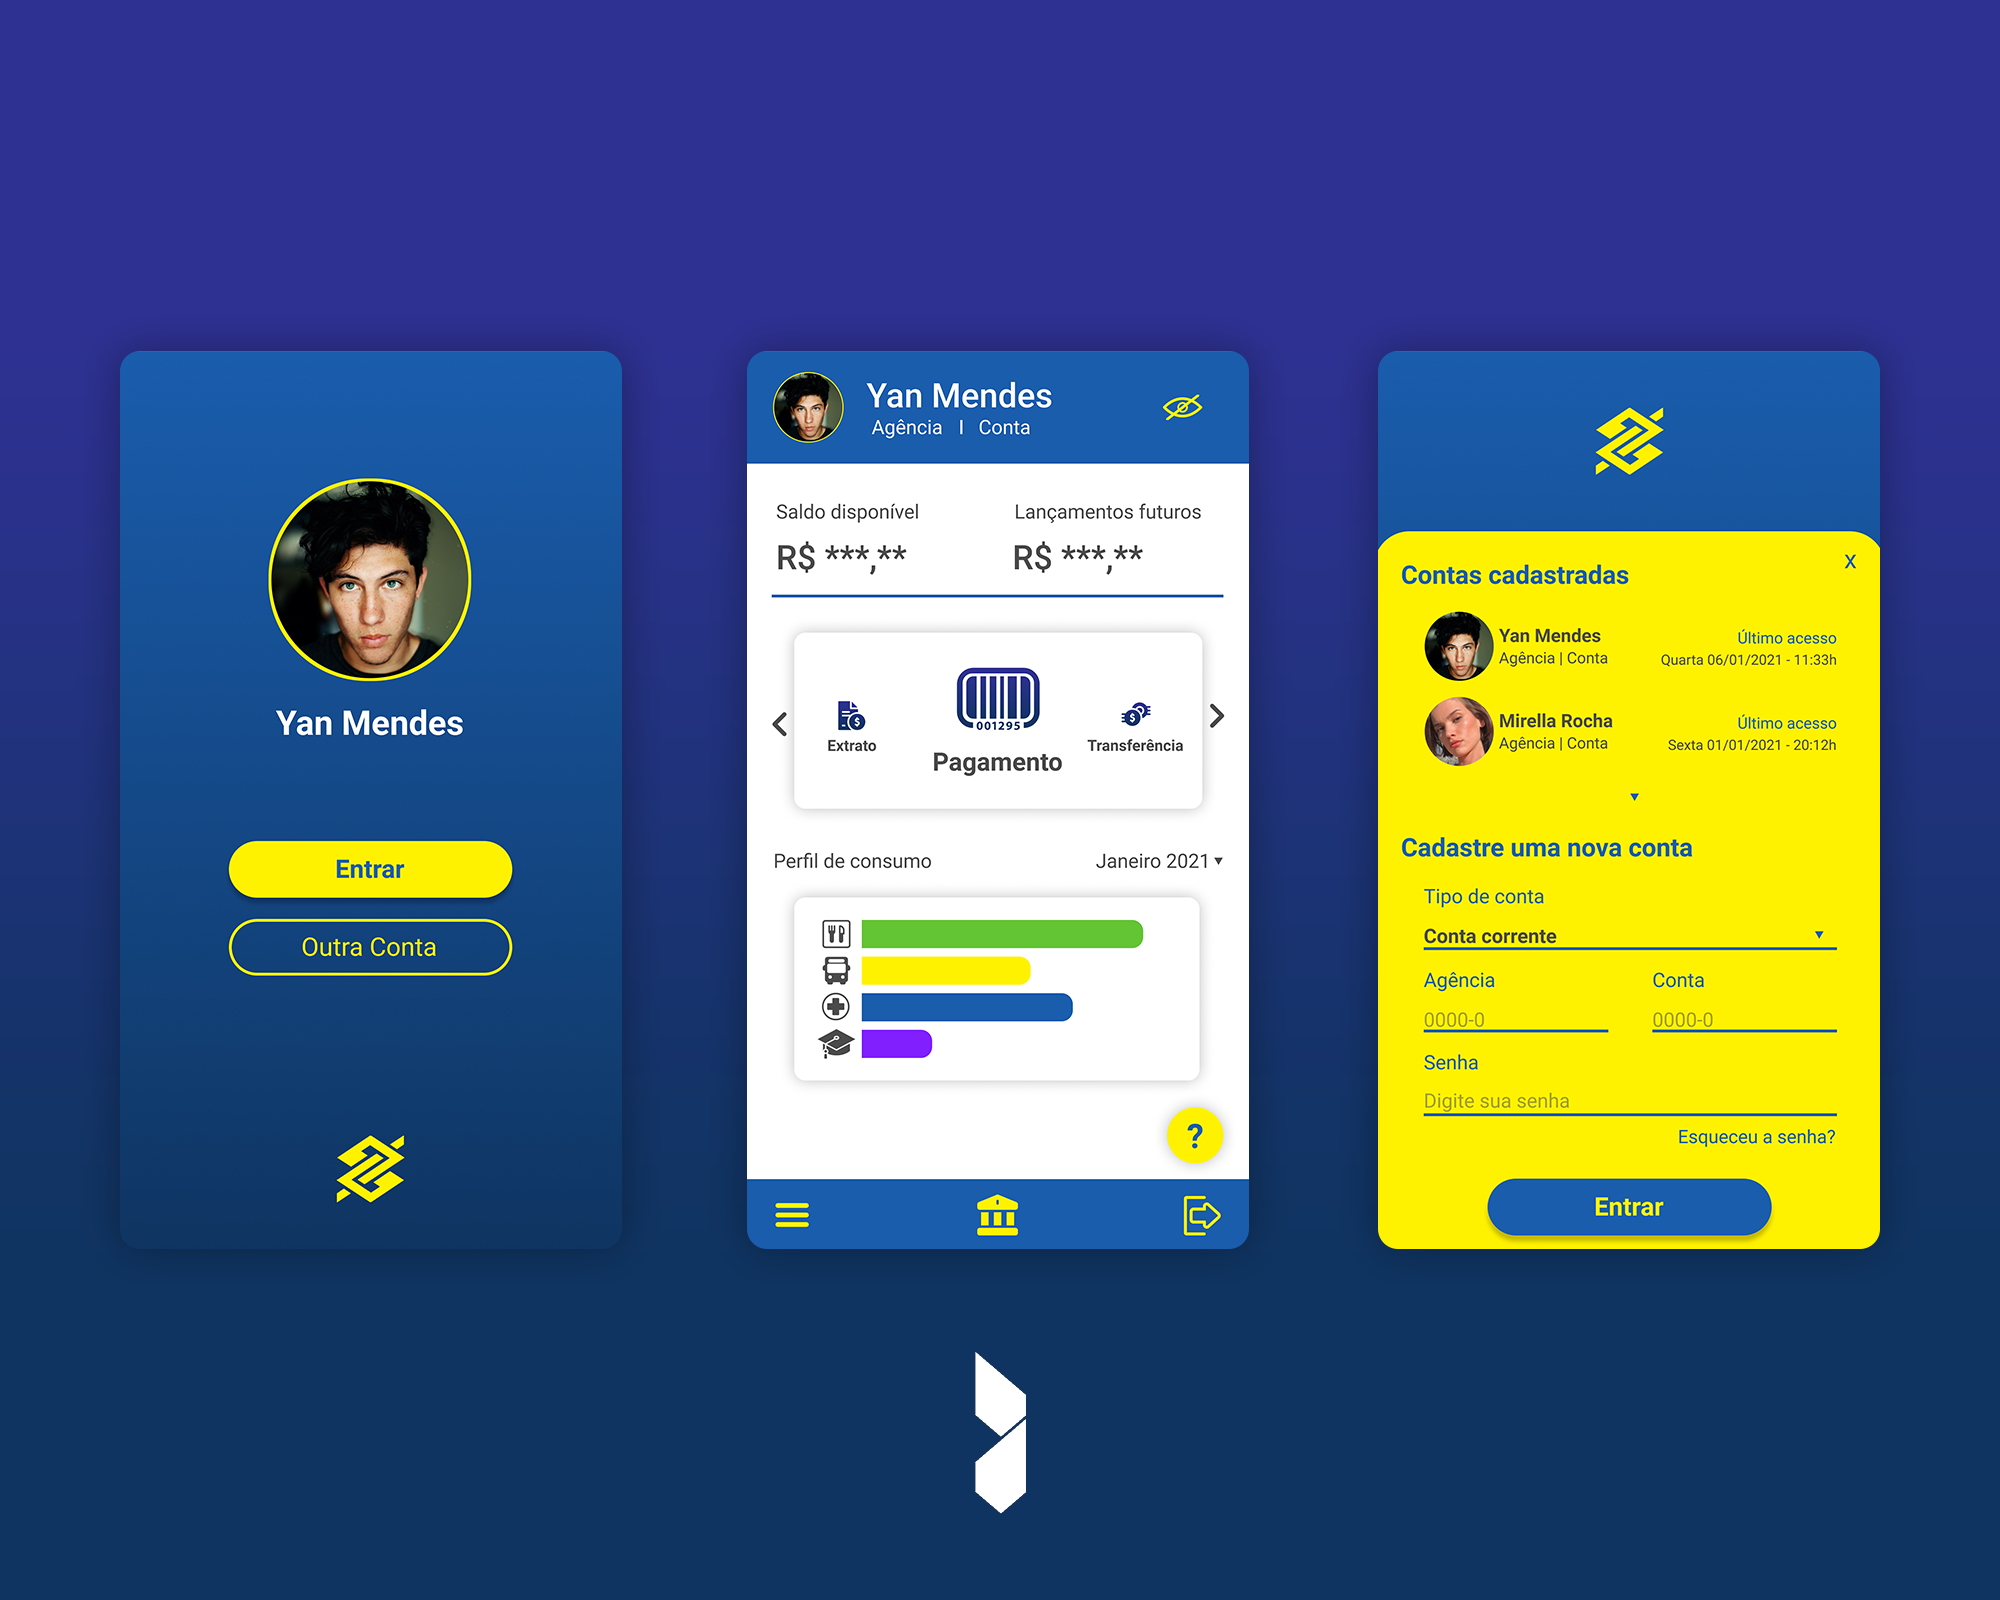 Yan Mendes
Entrar
Outra Conta
Yan Mendes
Agência I Conta
Saldo disponível
R$ ***,**
Lançamentos futuros
R$ ***,**
Extrato
001295
Pagamento
Transferência
Perfil de consumo
Janeiro 2021
?
X
Contas cadastradas
Yan Mendes
Agência | Conta
Último acesso
Quarta 06/01/2021 - 11:33h
Mirella Rocha
Agência | Conta
Último acesso
Sexta 01/01/2021 - 20:12h
Cadastre uma nova conta
Tipo de conta
Conta corrente
Agência
0000-0
Conta
0000-0
Senha
Digite sua senha
Esqueceu a senha?
Entrar